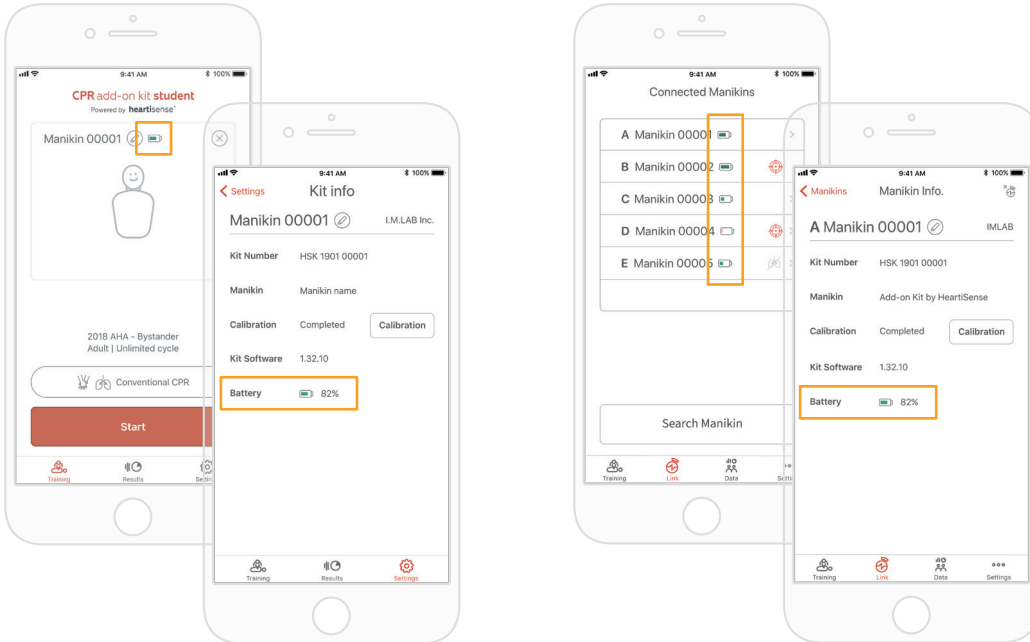 9:41 AM
100%
CPR add-on kit student
Powered by heartisense
Manikin 00001
2018 AHA - Bystander
Adult | Unlimited cycle
Conventional CPR
Start
Training
Results
9:41 AM
100%
Settings
Kit info
Manikin 00001
I.M.LAB Inc.
Kit Number HSK 1901 00001
Manikin Manikin name
Calibration Completed Calibration
Kit Software 1.32.10
Battery 82%
Training
Results
Settings
9:41 AM
100%
Connected Manikins
A Manikin 00001
B Manikin 00002
C Manikin 00003
D Manikin 00004
E Manikin 00005
Search Manikin
Training
Link
Data
9:41 AM
100%
Manikins
Manikin Info.
A Manikin 00001
IMLAB
Kit Number HSK 1901 00001
Manikin Add-on Kit by HeartiSense
Calibration Completed Calibration
Kit Software 1.32.10
Battery 82%
Training
Link
Data
Settings